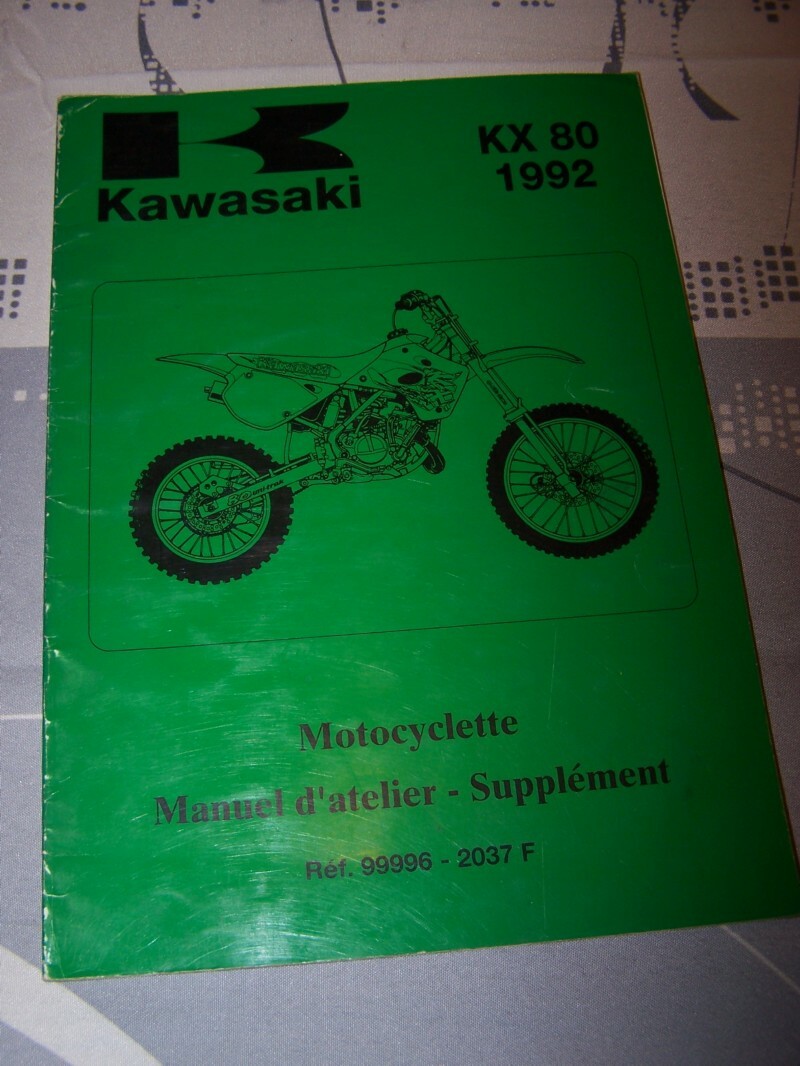 Kawasaki
KX 80
1992
Motocyclette
Manuel d'atelier - Supplément
Réf. 99996 - 2037 F